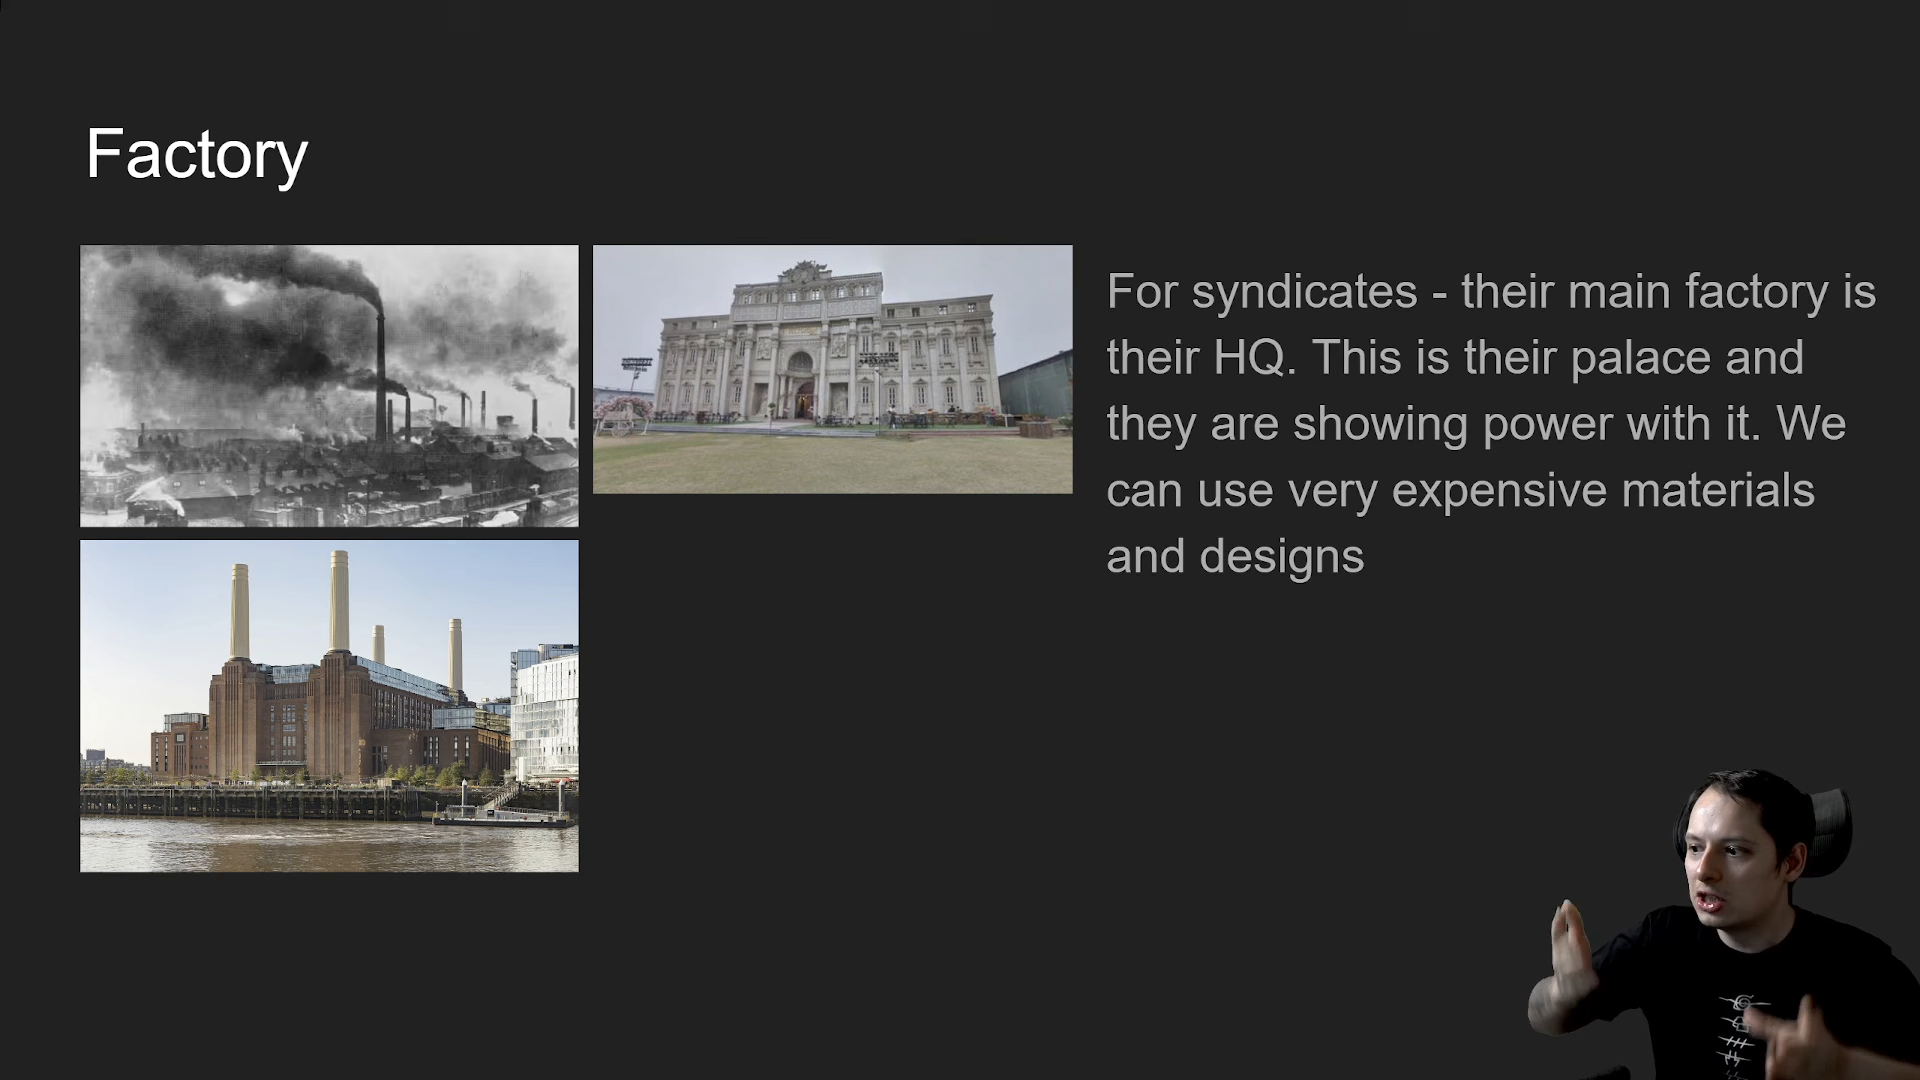 Factory
For syndicates - their main factory is
their HQ. This is their palace and
they are showing power with it. We
can use very expensive materials
and designs